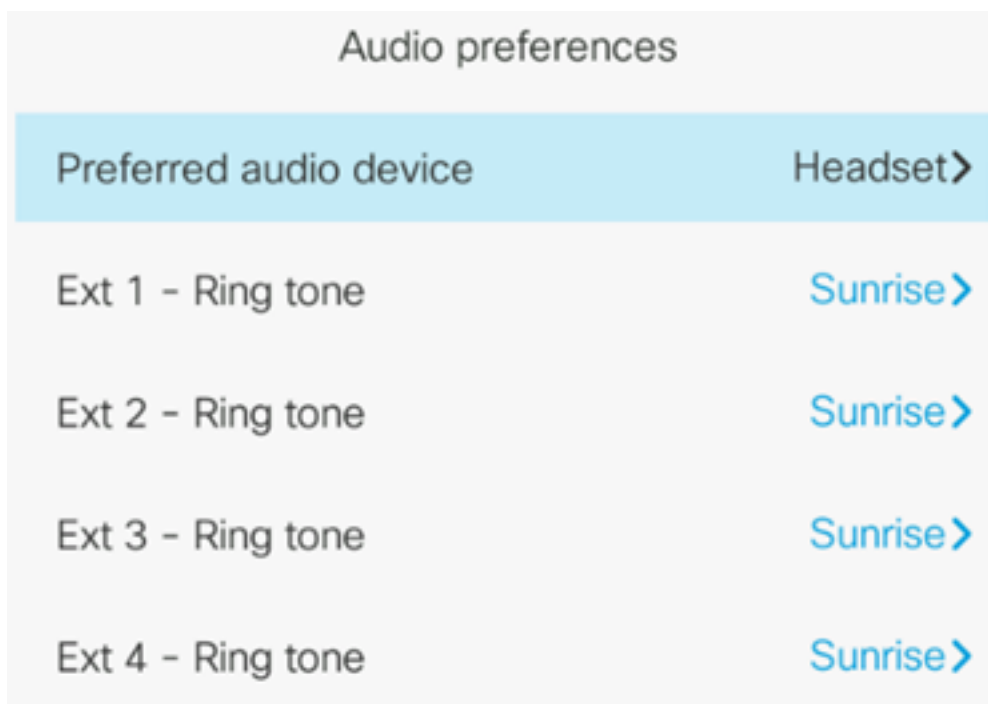 Audio preferences
Preferred audio device Headset
Ext 1 - Ring tone Sunrise
Ext 2 - Ring tone Sunrise
Ext 3 - Ring tone Sunrise
Ext 4 - Ring tone Sunrise